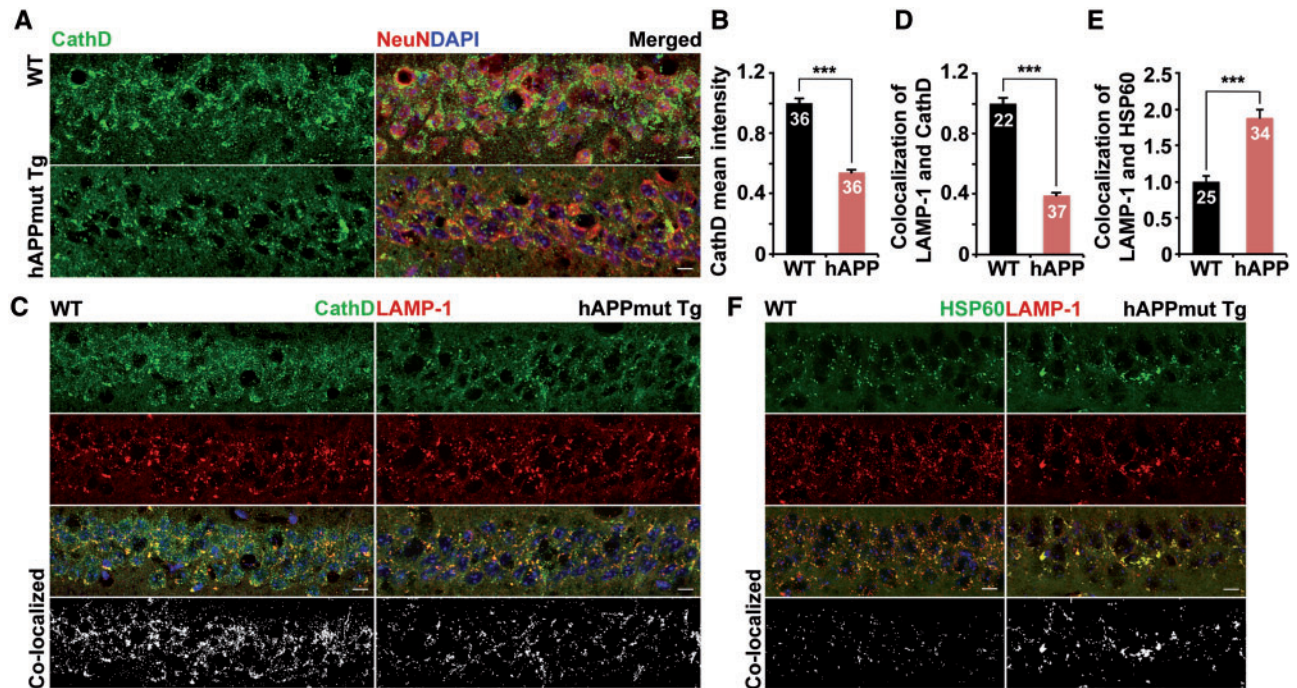 A
CathD
NeuNDAPI
Merged
WT
hAPPmut Tg
B
CathD mean intensity
1.2
0.8
0.4
0
***
36
36
WT
hAPP
D
Colocalization of
LAMP-1 and CathD
1.2
0.8
0.4
0
***
22
37
WT
hAPP
E
Colocalization of
LAMP-1 and HSP60
2.5
2.0
1.5
1.0
0.5
0
***
25
34
WT
hAPP
C
WT
CathDLAMP-1
hAPPmut Tg
Co-localized
F
WT
HSP60LAMP-1
hAPPmut Tg
Co-localized